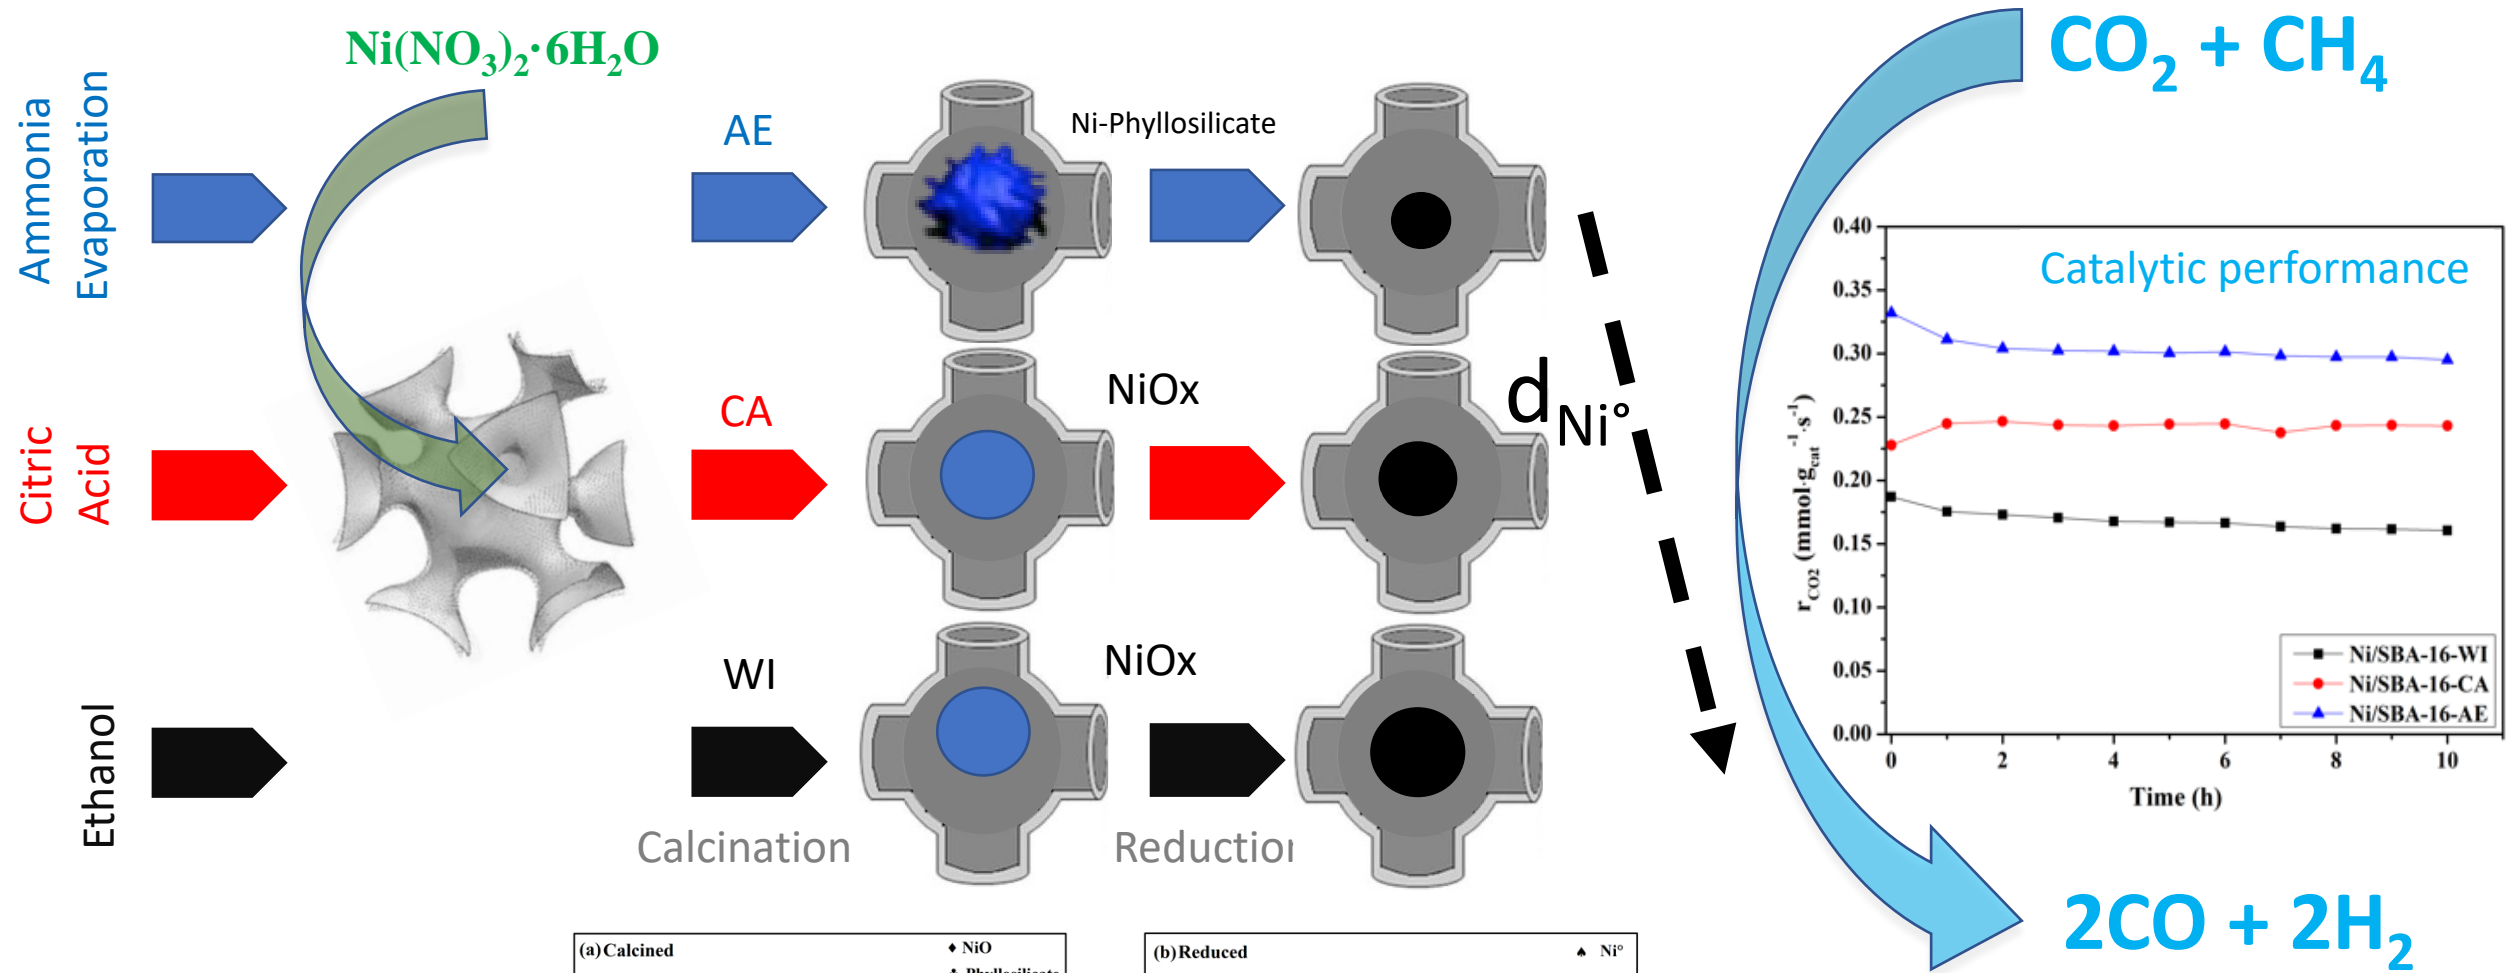 Ni(NO3)2·6H2O
CO2 + CH4
Ammonia
Evaporation
AE
Ni-Phyllosilicate
Citric
Acid
CA
NiOx
dNi°
Ethanol
WI
NiOx
Calcination
Reduction
Catalytic performance
0.40
0.35
0.30
0.25
0.20
0.15
0.10
0.05
0.00
rCO2 (mmol·gcat-1·s-1)
Ni/SBA-16-WI
Ni/SBA-16-CA
Ni/SBA-16-AE
0 2 4 6 8 10
Time (h)
2CO + 2H2
(a)Calcined
♦ NiO
♣ Phyllosilicate
(b)Reduced
♠ Ni°